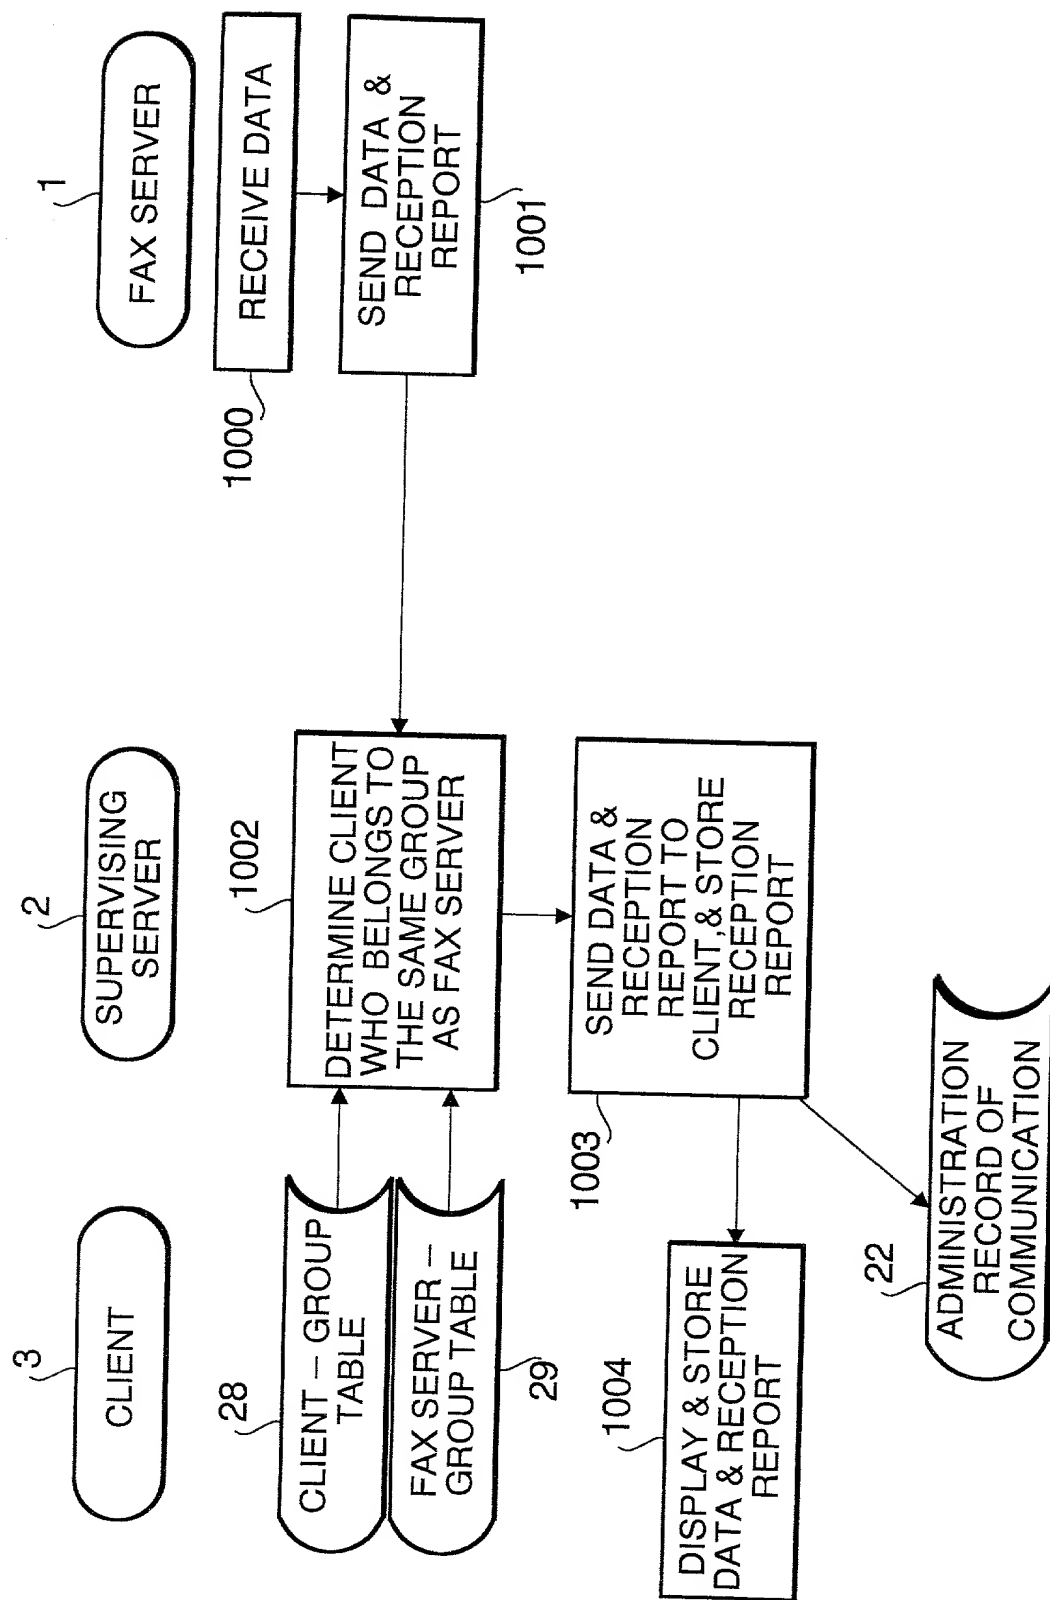 3
CLIENT
2
SUPERVISING
SERVER
1
FAX SERVER
1000
RECEIVE DATA
SEND DATA &
RECEPTION
REPORT
1001
28
CLIENT – GROUP
TABLE
FAX SERVER –
GROUP TABLE
29
1002
DETERMINE CLIENT
WHO BELONGS TO
THE SAME GROUP
AS FAX SERVER
1003
SEND DATA &
RECEPTION
REPORT TO
CLIENT,& STORE
RECEPTION
REPORT
1004
DISPLAY & STORE
DATA & RECEPTION
REPORT
22
ADMINISTRATION
RECORD OF
COMMUNICATION